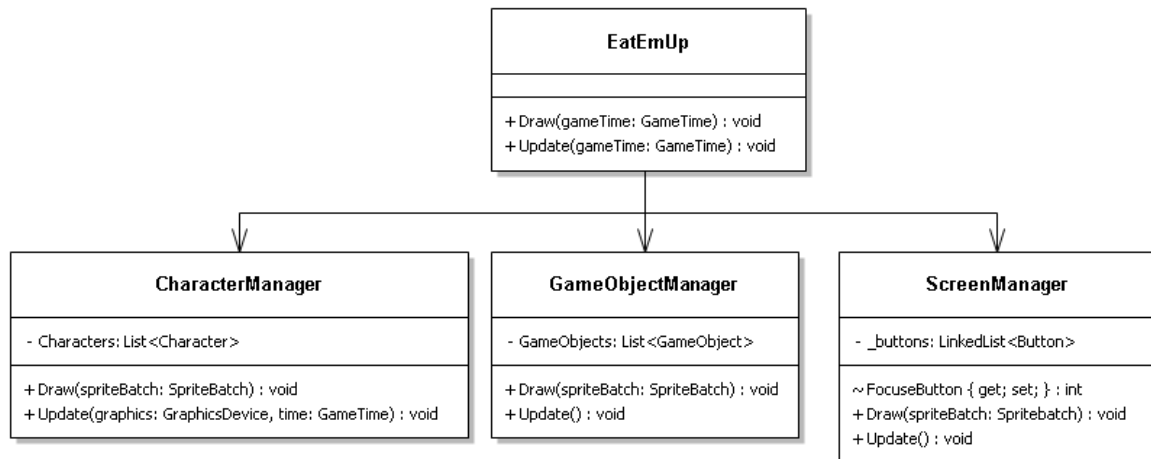 EatEmUp
+ Draw(gameTime: GameTime) : void
+ Update(gameTime: GameTime) : void
CharacterManager
- Characters: List<Character>
+ Draw(spriteBatch: SpriteBatch) : void
+ Update(graphics: GraphicsDevice, time: GameTime) : void
GameObjectManager
- GameObjects: List<GameObject>
+ Draw(spriteBatch: SpriteBatch) : void
+ Update() : void
ScreenManager
- _buttons: LinkedList<Button>
~ FocuseButton { get; set; } : int
+ Draw(spriteBatch: Spritebatch) : void
+ Update() : void